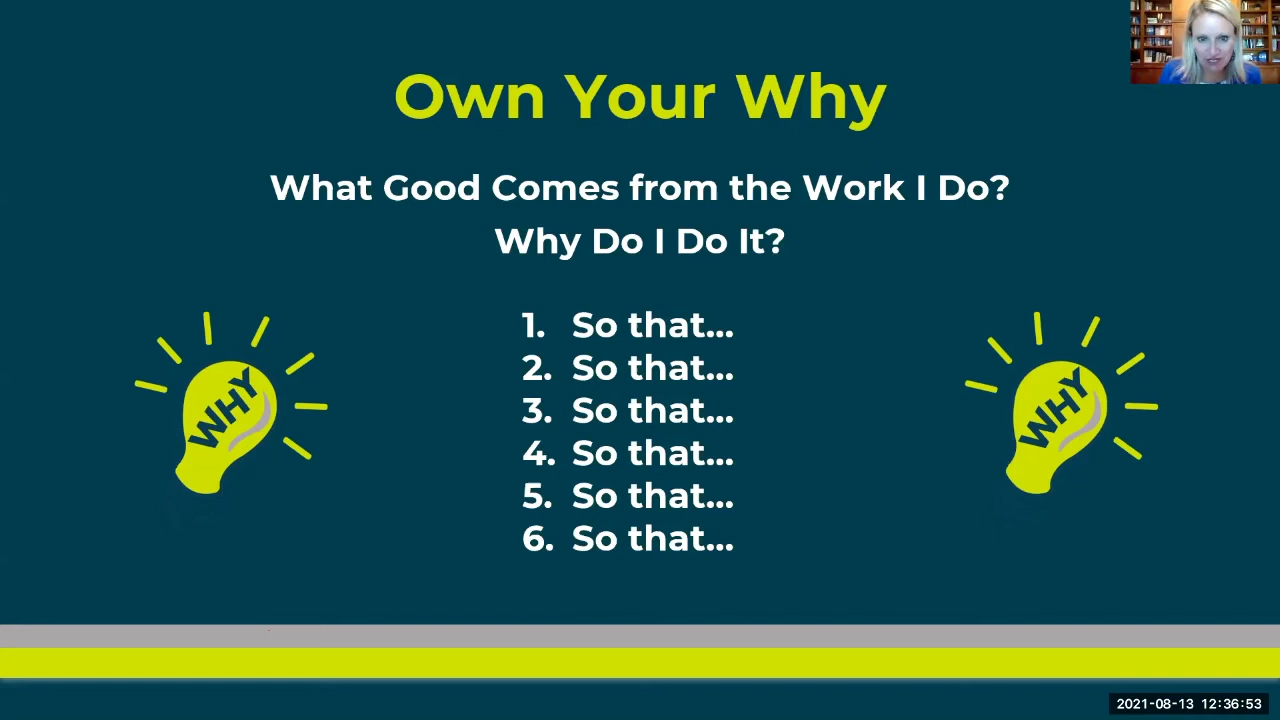 Own Your Why
What Good Comes from the Work I Do?
Why Do I Do It?
1. So that...
2. So that...
3. So that...
4. So that...
5. So that...
6. So that...
WHY
WHY
2021-08-13 12:36:53